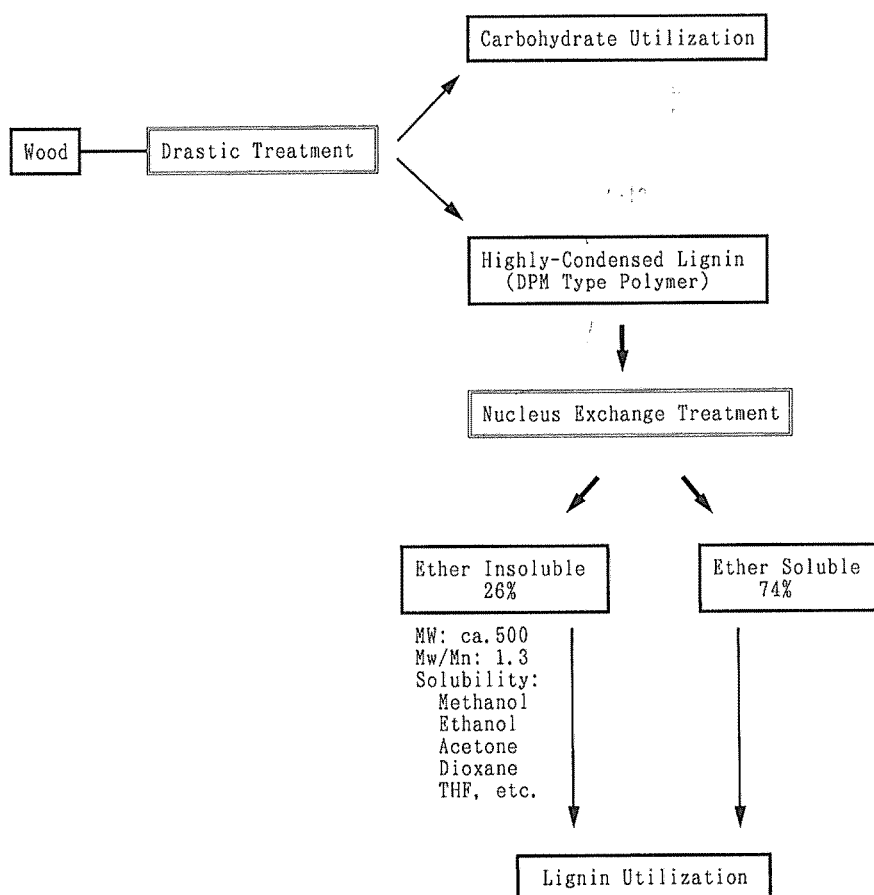 Carbohydrate Utilization
Wood
Drastic Treatment
Highly-Condensed Lignin
(DPM Type Polymer)
Nucleus Exchange Treatment
Ether Insoluble
26%
Ether Soluble
74%
MW: ca.500
Mw/Mn: 1.3
Solubility:
Methanol
Ethanol
Acetone
Dioxane
THF, etc.
Lignin Utilization